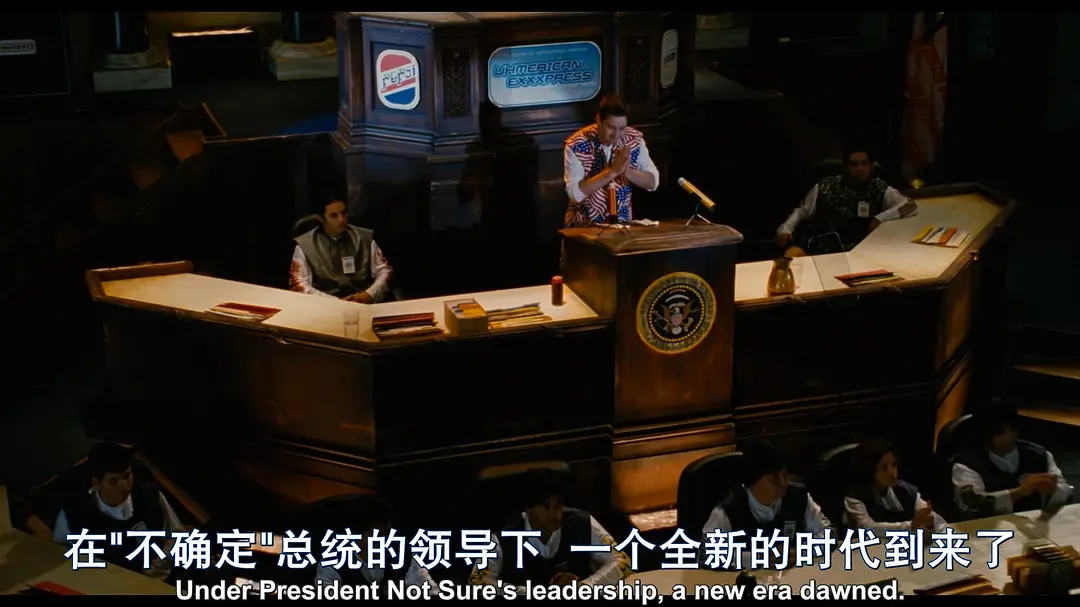 PEPSI
UHMERICAN
EXXXPRESS
在"不确定"总统的领导下 一个全新的时代到来了
Under President Not Sure's leadership, a new era dawned.